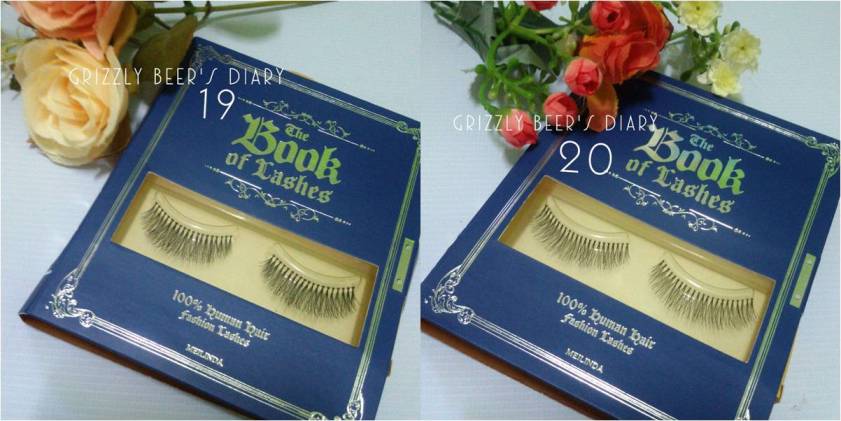 GRIZZLY BEER'S DIARY
19
The
Book
of Lashes
100% Human Hair
Fashion Lashes
MEILINDA
GRIZZLY BEER'S DIARY
20
The
Book
of Lashes
100% Human Hair
Fashion Lashes
MEILINDA